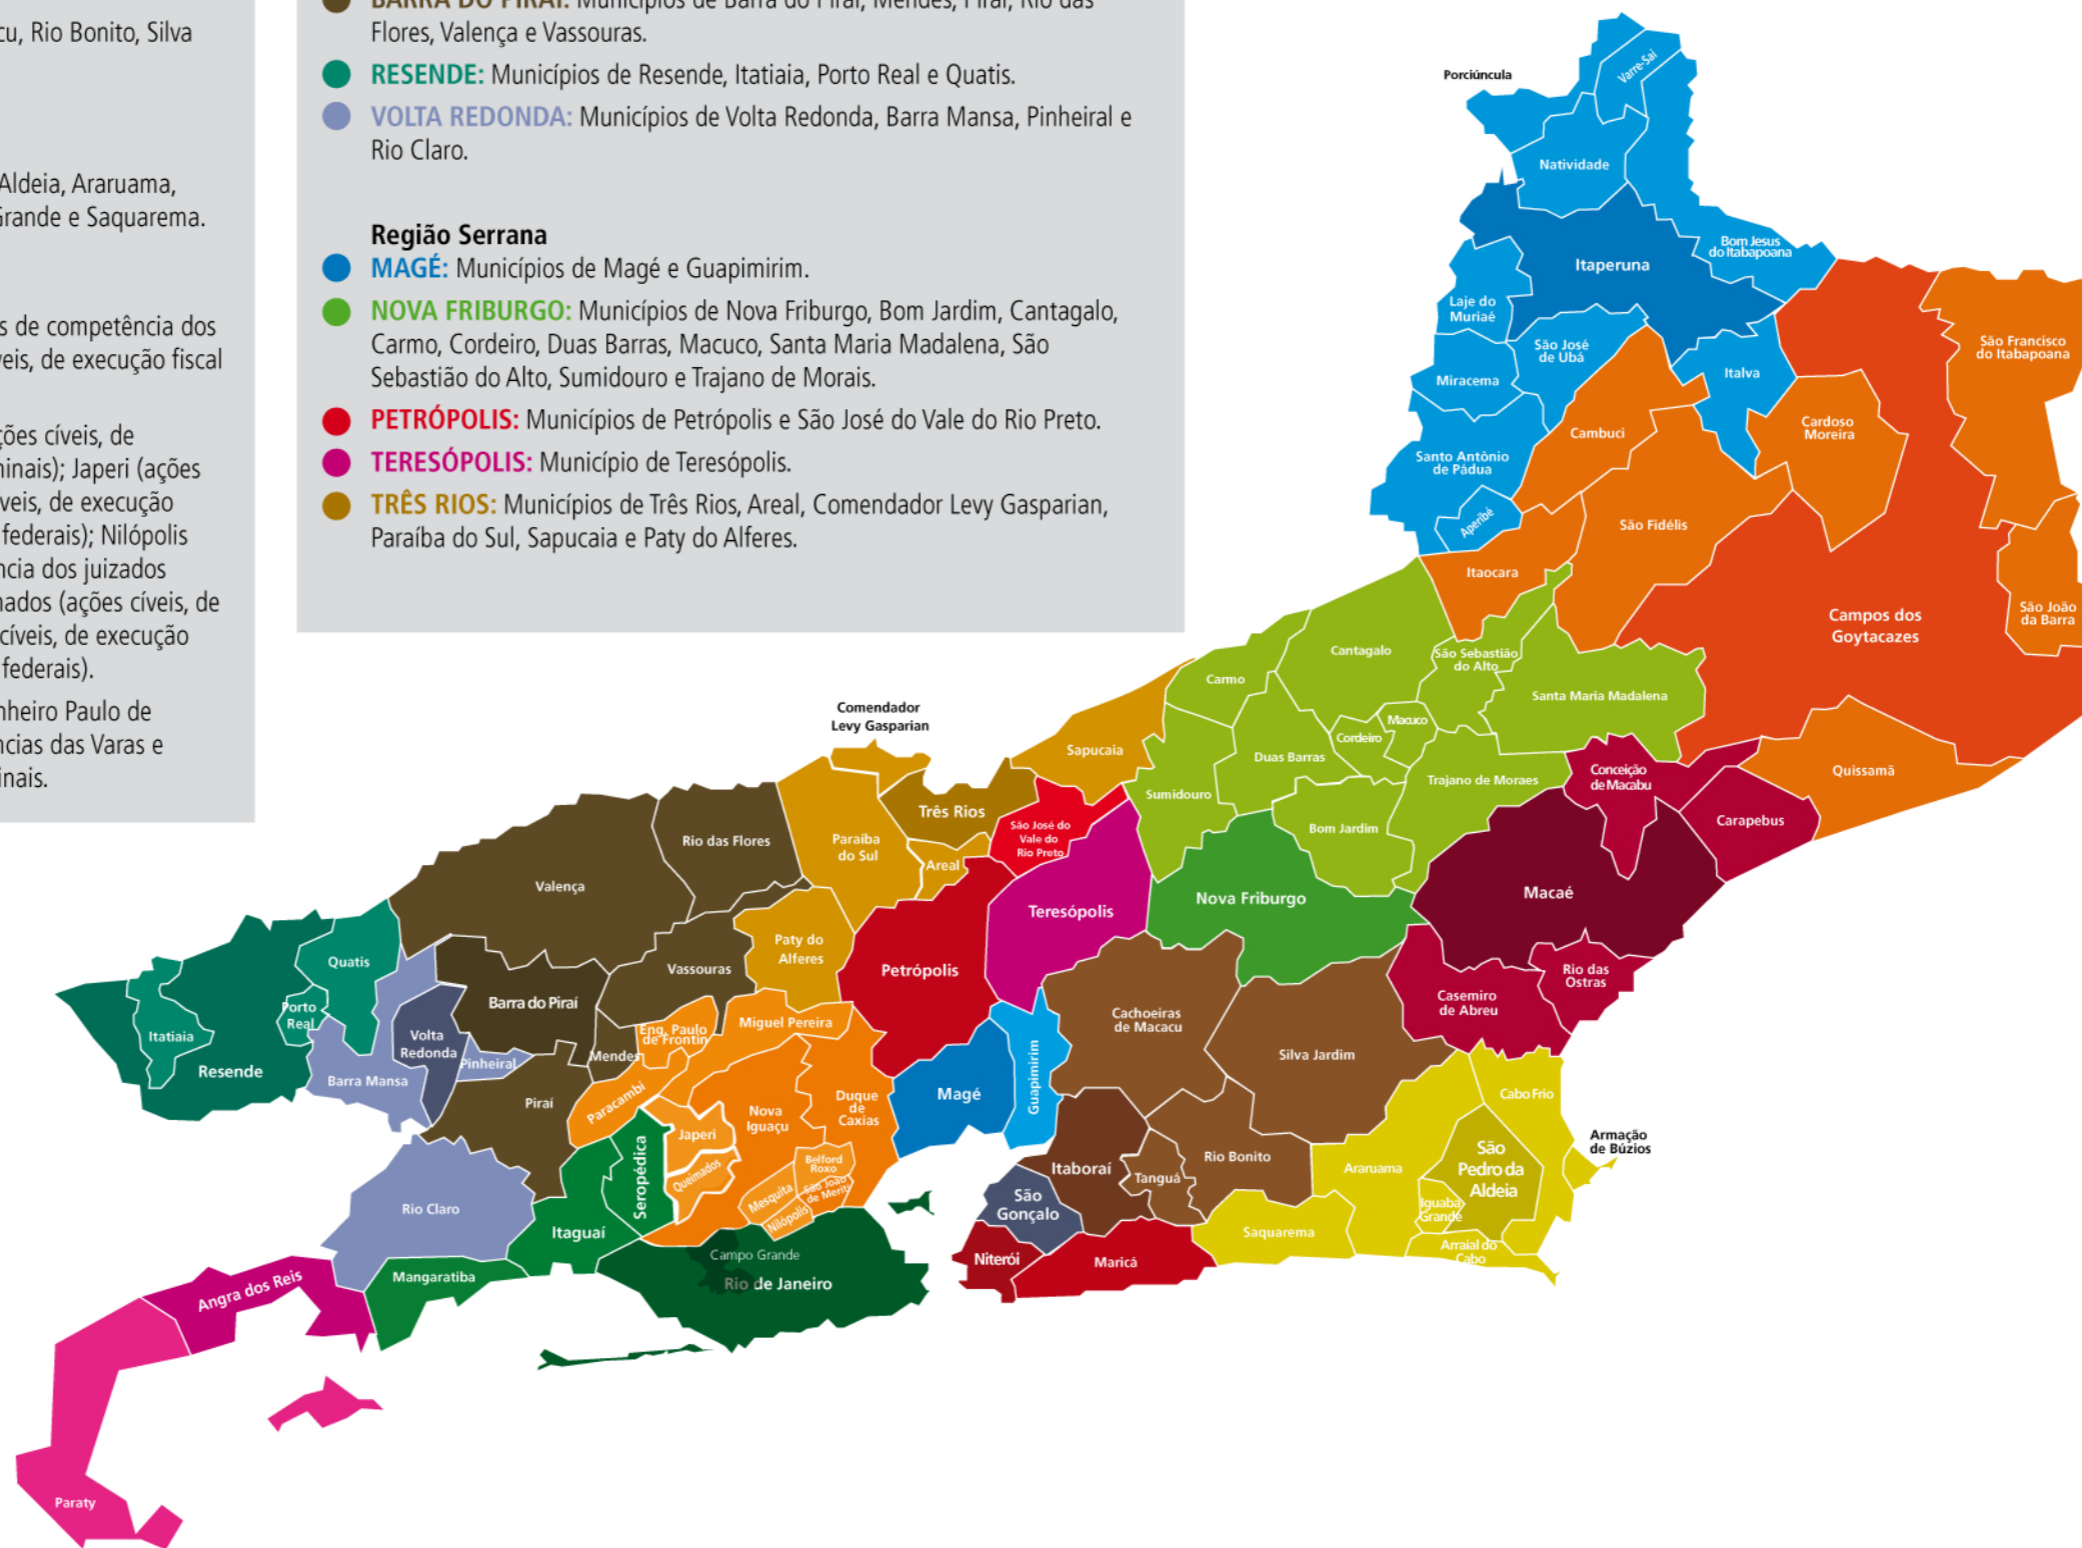 cu, Rio Bonito, Silva
Aldeia, Araruama,
Grande e Saquarema.
s de competência dos
veis, de execução fiscal
ções cíveis, de
ninais); Japeri (ações
veis, de execução
federais); Nilópolis
ncia dos juizados
nados (ações cíveis, de
cíveis, de execução
federais).
nheiro Paulo de
ncias das Varas e
inais.
BARRA DO PIRAÍ: Municípios de Barra do Piraí, Mendes, Piraí, Rio das
Flores, Valença e Vassouras.
RESENDE: Municípios de Resende, Itatiaia, Porto Real e Quatis.
VOLTA REDONDA: Municípios de Volta Redonda, Barra Mansa, Pinheiral e
Rio Claro.
Região Serrana
MAGÉ: Municípios de Magé e Guapimirim.
NOVA FRIBURGO: Municípios de Nova Friburgo, Bom Jardim, Cantagalo,
Carmo, Cordeiro, Duas Barras, Macuco, Santa Maria Madalena, São
Sebastião do Alto, Sumidouro e Trajano de Morais.
PETRÓPOLIS: Municípios de Petrópolis e São José do Vale do Rio Preto.
TERESÓPOLIS: Município de Teresópolis.
TRÊS RIOS: Municípios de Três Rios, Areal, Comendador Levy Gasparian,
Paraíba do Sul, Sapucaia e Paty do Alferes.
Porciúncula
Varre-Sai
Natividade
Bom Jesus
do Itabapoana
Itaperuna
Laje do
Muriaé
São José
de Ubá
Miracema
Italva
São Francisco
do Itabapoana
Cardoso
Moreira
Cambuci
Santo Antônio
de Pádua
Aperibé
São Fidélis
Itaocara
Campos dos
Goytacazes
São João
da Barra
Cantagalo
São Sebastião
do Alto
Carmo
Santa Maria Madalena
Macuco
Cordeiro
Comendador
Levy Gasparian
Sapucaia
Duas Barras
Trajano de Moraes
Conceição
de Macabu
Quissamã
Sumidouro
Três Rios
São José do
Vale do
Rio Preto
Bom Jardim
Carapebus
Rio das Flores
Paraíba
do Sul
Areal
Valença
Teresópolis
Nova Friburgo
Macaé
Paty do
Alferes
Vassouras
Petrópolis
Quatis
Rio das
Ostras
Casemiro
de Abreu
Barra do Piraí
Porto
Real
Cachoeiras
de Macacu
Itatiaia
Resende
Volta
Redonda
Pinheiral
Mendes
Eng. Paulo
de Frontin
Miguel Pereira
Silva Jardim
Barra Mansa
Piraí
Paracambi
Nova
Iguaçu
Duque
de
Caxias
Magé
Guapimirim
Cabo Frio
Japeri
Seropédica
Queimados
Belford
Roxo
São João
de Meriti
Mesquita
Nilópolis
Itaboraí
Tanguá
Rio Bonito
Araruama
São
Pedro da
Aldeia
Armação
de Búzios
Iguaba
Grande
São
Gonçalo
Rio Claro
Itaguaí
Saquarema
Arraial do
Cabo
Niterói
Maricá
Campo Grande
Rio de Janeiro
Mangaratiba
Angra dos Reis
Paraty